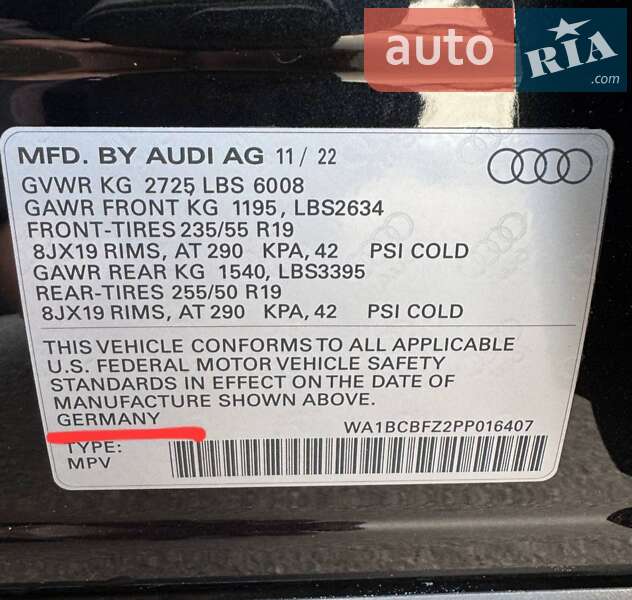 auto RIA.com
MFD. BY AUDI AG 11/22
GVWR KG 2725 LBS 6008
GAWR FRONT KG 1195, LBS2634
FRONT-TIRES 235/55 R19
8JX19 RIMS, AT 290 KPA, 42 PSI COLD
GAWR REAR KG 1540, LBS3395
REAR-TIRES 255/50 R19
8JX19 RIMS, AT 290 KPA, 42 PSI COLD
THIS VEHICLE CONFORMS TO ALL APPLICABLE
U.S. FEDERAL MOTOR VEHICLE SAFETY
STANDARDS IN EFFECT ON THE DATE OF
MANUFACTURE SHOWN ABOVE.
GERMANY
WA1BCBFZ2PP016407
TYPE:
MPV